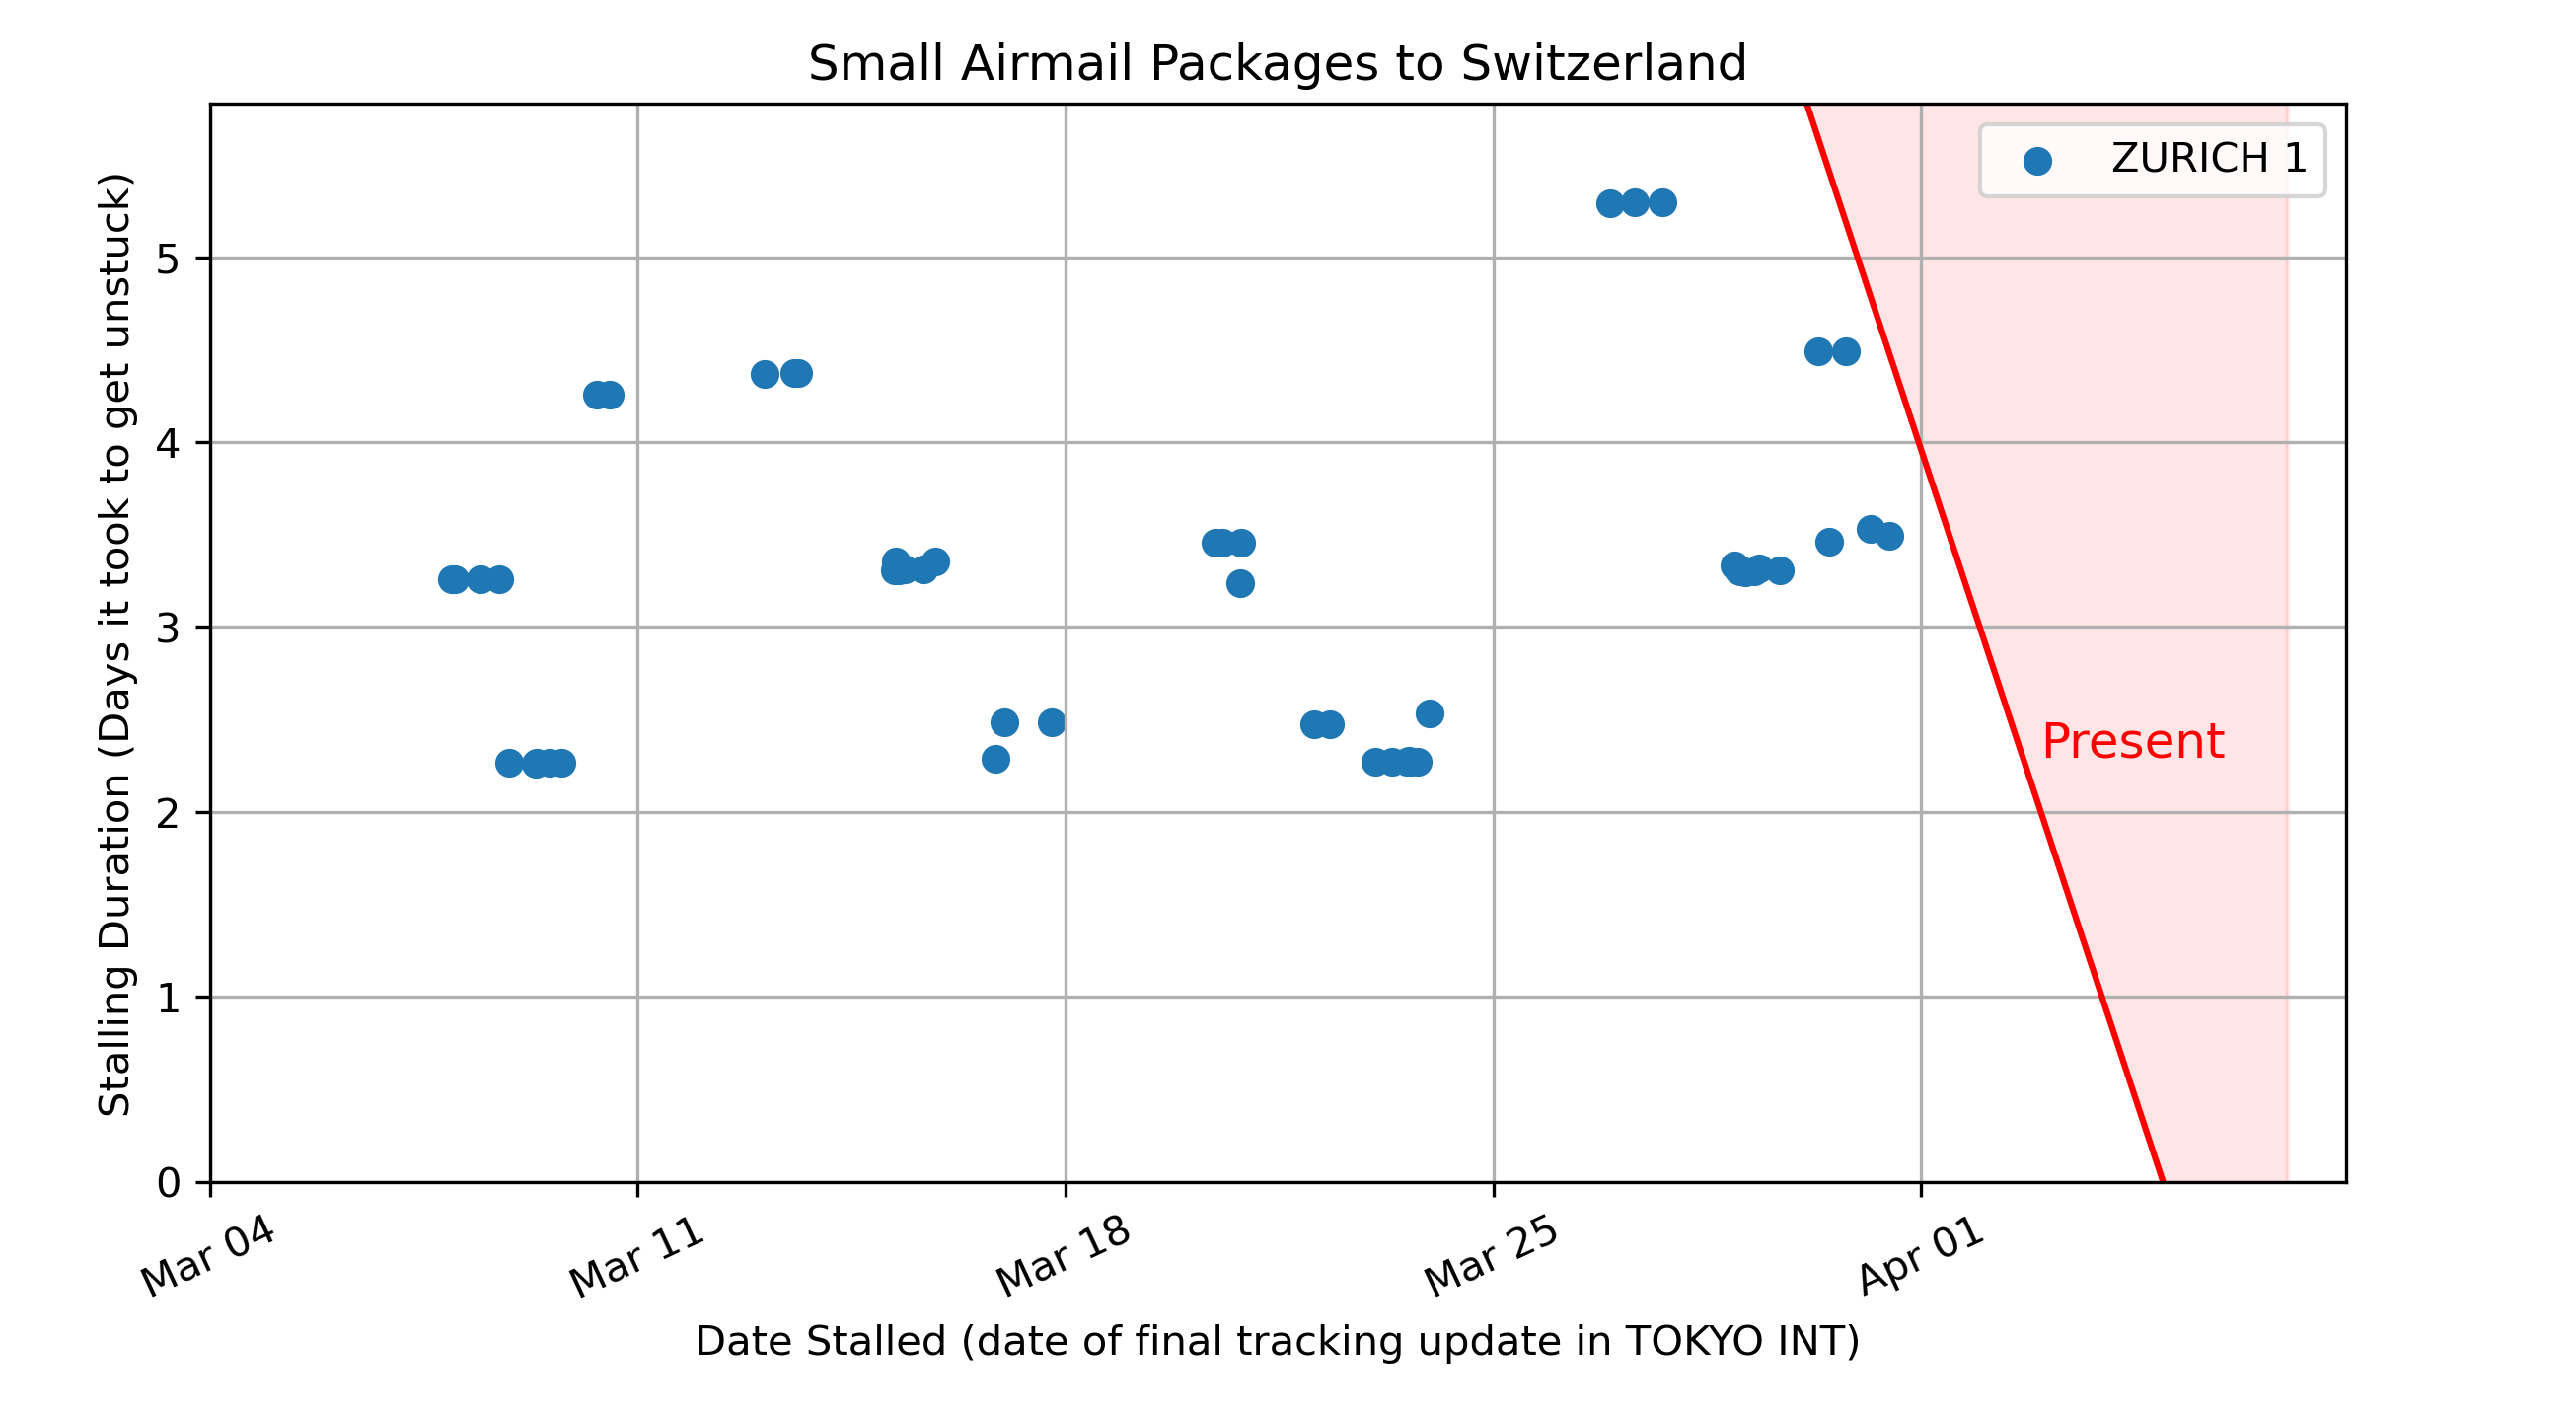 Small Airmail Packages to Switzerland
ZURICH 1
Stalling Duration (Days it took to get unstuck)
5
4
3
2
1
0
Present
Mar 04
Mar 11
Mar 18
Mar 25
Apr 01
Date Stalled (date of final tracking update in TOKYO INT)